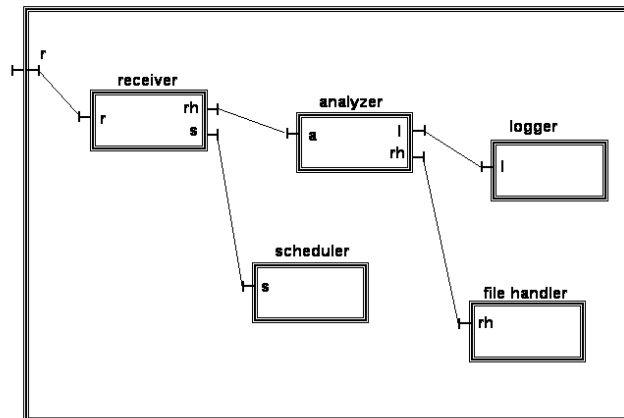 r
receiver
r
rh
s
analyzer
a
l
rh
logger
l
scheduler
s
file handler
rh